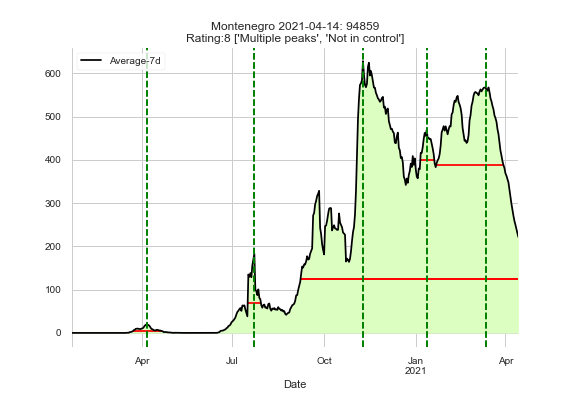 Montenegro 2021-04-14: 94859
Rating:8 ['Multiple peaks', 'Not in control']
Average-7d
600
500
400
300
200
100
0
Apr
Jul
Oct
Jan
2021
Apr
Date